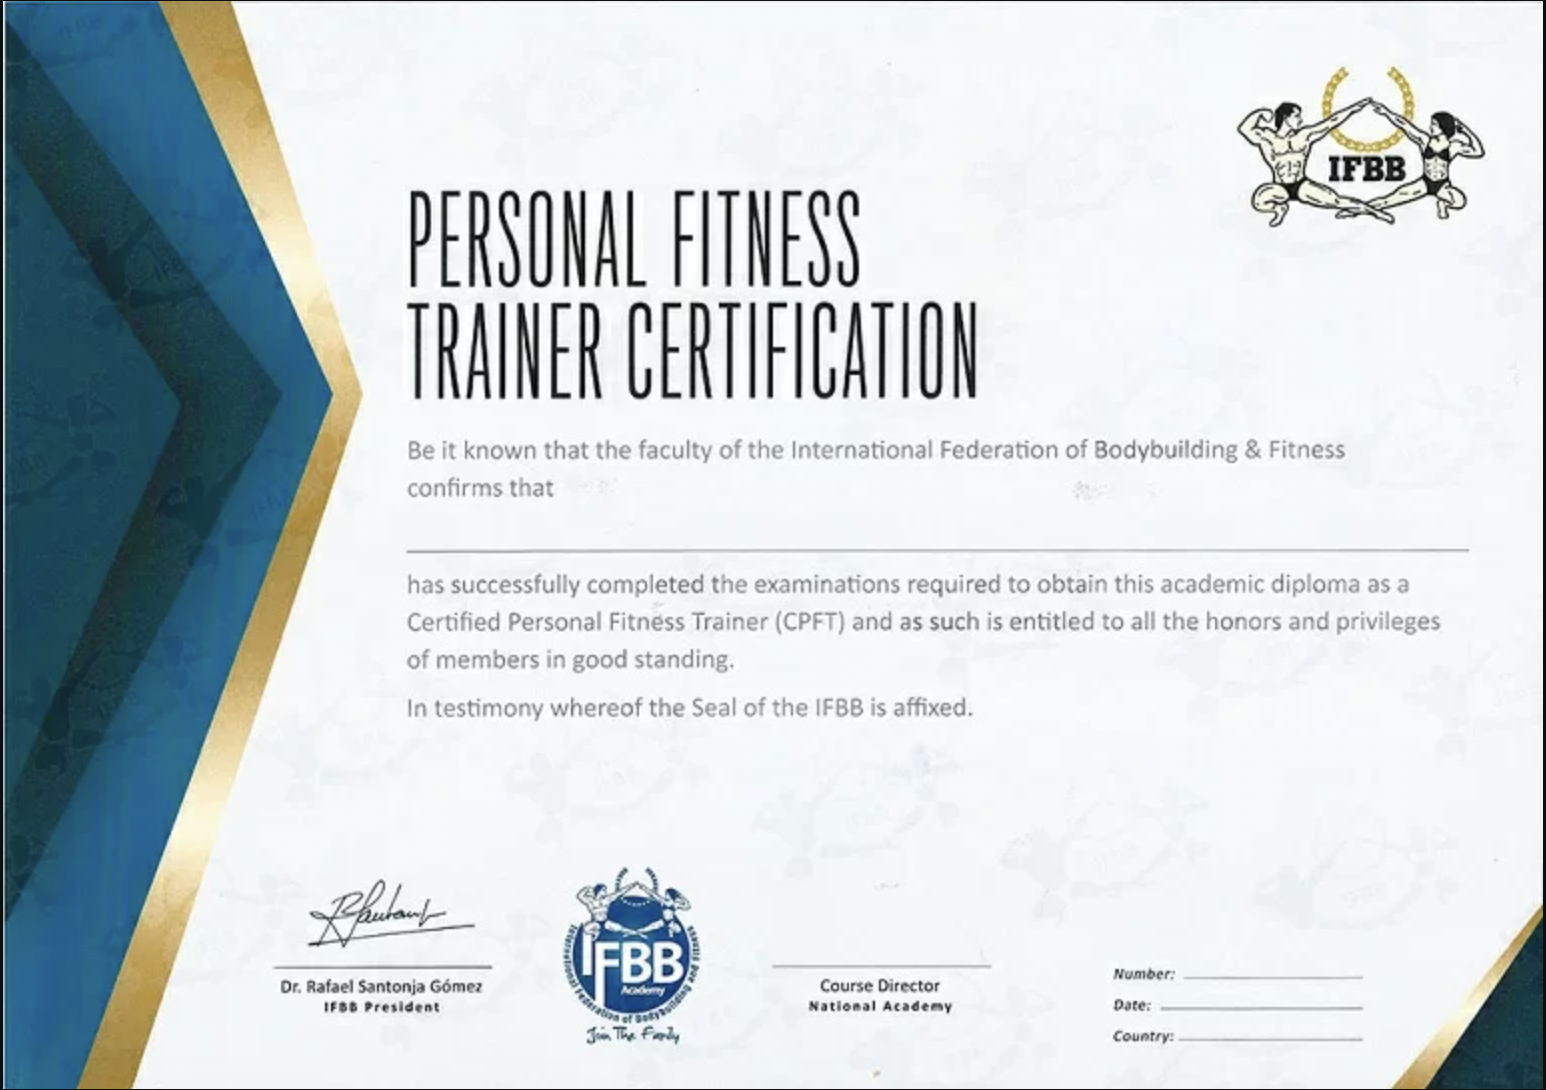 IFBB
PERSONAL FITNESS
TRAINER CERTIFICATION
Be it known that the faculty of the International Federation of Bodybuilding & Fitness
confirms that
has successfully completed the examinations required to obtain this academic diploma as a
Certified Personal Fitness Trainer (CPFT) and as such is entitled to all the honors and privileges
of members in good standing.
In testimony whereof the Seal of the IFBB is affixed.
Dr. Rafael Santonja Gómez
IFBB President
IFBB
Academy
International Federation of Bodybuilding and Fitness
Join The Family
Course Director
National Academy
Number:
Date:
Country: